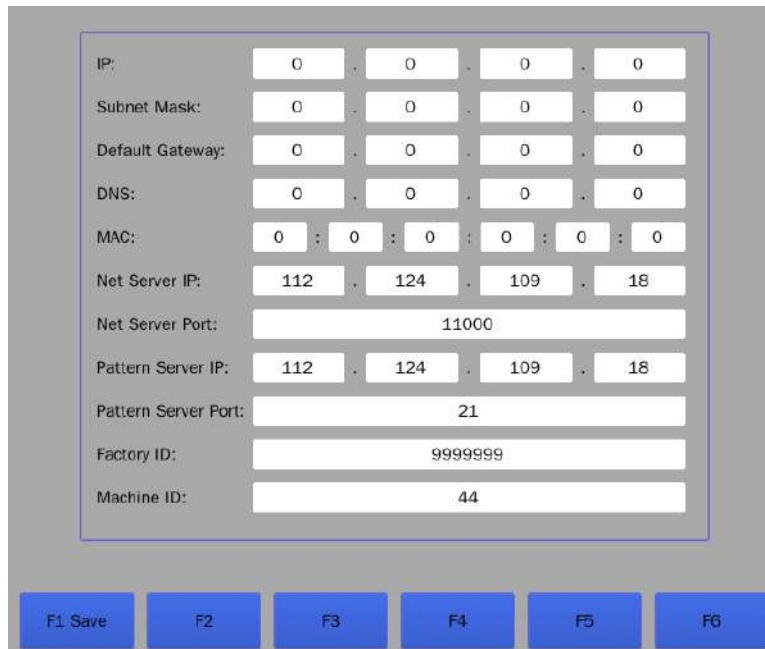 IP: 0 . 0 . 0 . 0
Subnet Mask: 0 . 0 . 0 . 0
Default Gateway: 0 . 0 . 0 . 0
DNS: 0 . 0 . 0 . 0
MAC: 0 : 0 : 0 : 0 : 0 : 0
Net Server IP: 112 . 124 . 109 . 18
Net Server Port: 11000
Pattern Server IP: 112 . 124 . 109 . 18
Pattern Server Port: 21
Factory ID: 9999999
Machine ID: 44
F1 Save F2 F3 F4 F5 F6